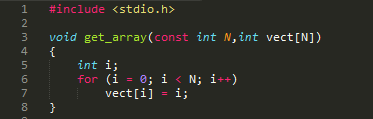 1 #include <stdio.h>
2
3 void get_array(const int N,int vect[N])
4 {
5     int i;
6     for (i = 0; i < N; i++)
7         vect[i] = i;
8 }